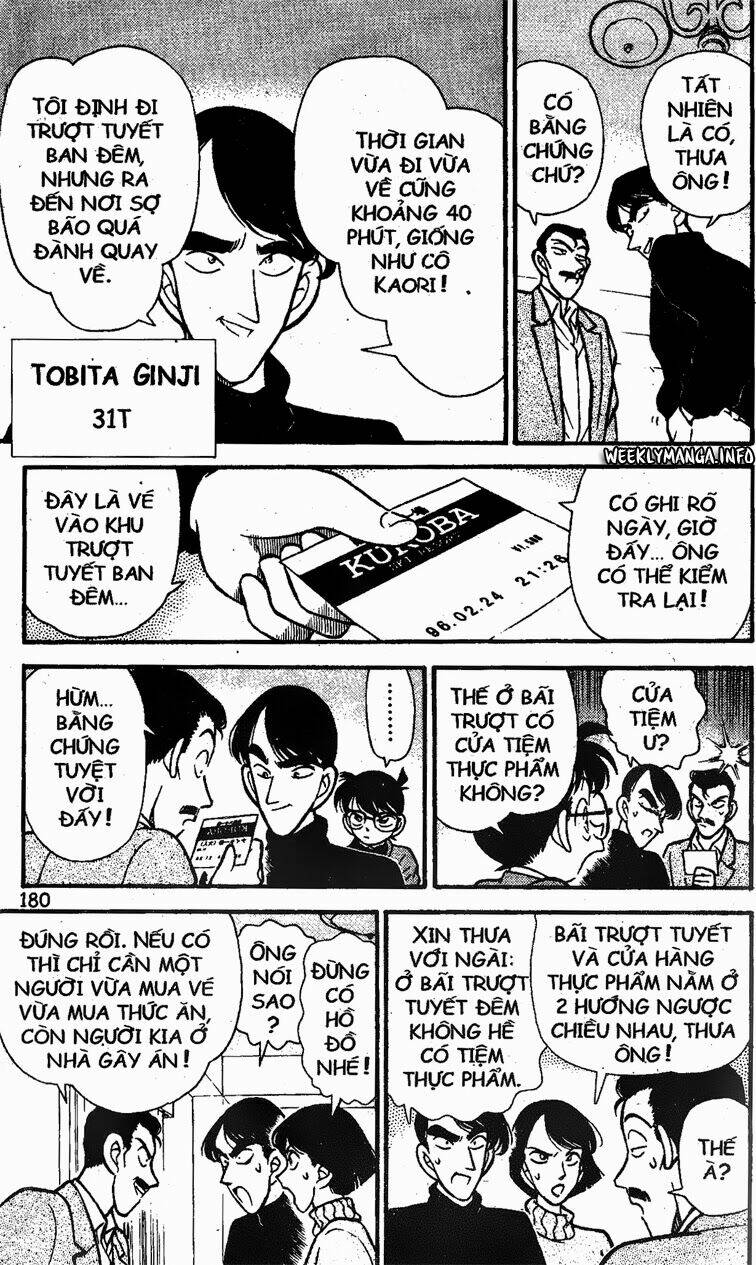 TÔI ĐỊNH ĐI
TRƯỢT TUYẾT
BAN ĐÊM,
NHƯNG RA
ĐẾN NƠI SỢ
BÃO QUÁ
ĐÀNH QUAY
VỀ.
THỜI GIAN
VỪA ĐI VỪA
VỀ CŨNG
KHOẢNG 40
PHÚT, GIỐNG
NHƯ CÔ
KAORI!
TOBITA GINJI
31T
CÓ
BẰNG
CHỨNG
CHỨ?
TẤT
NHIÊN
LÀ CÓ,
THƯA
ÔNG!
WEEKLYMANGA.INFO
ĐÂY LÀ VÉ
VÀO KHU
TRƯỢT
TUYẾT BAN
ĐÊM...
KUROBA
96.02.24 21:28
CÓ GHI RÕ
NGÀY, GIỜ
ĐẤY... ÔNG
CÓ THỂ KIỂM
TRA LẠI!
HỪM...
BẰNG
CHỨNG
TUYỆT
VỜI
ĐẤY!
.........
THẾ Ở BÃI
TRƯỢT CÓ
CỬA TIỆM
THỰC PHẨM
KHÔNG?
CỬA
TIỆM
Ư?
180
ĐÚNG RỒI. NẾU CÓ
THÌ CHỈ CẦN MỘT
NGƯỜI VỪA MUA VÉ
VỪA MUA THỨC ĂN,
CÒN NGƯỜI KIA Ở
NHÀ GÂY ÁN!
ÔNG
NÓI
SAO
?
ĐỪNG
CÓ
HỒ
ĐỒ
NHÉ!
XIN THƯA
VỚI NGÀI:
Ở BÃI TRƯỢT
TUYẾT ĐÊM
KHÔNG HỀ
CÓ TIỆM
THỰC PHẨM.
BÃI TRƯỢT TUYẾT
VÀ CỬA HÀNG
THỰC PHẨM NẰM Ở
2 HƯỚNG NGƯỢC
CHIỀU NHAU, THƯA
ÔNG!
THẾ
À?